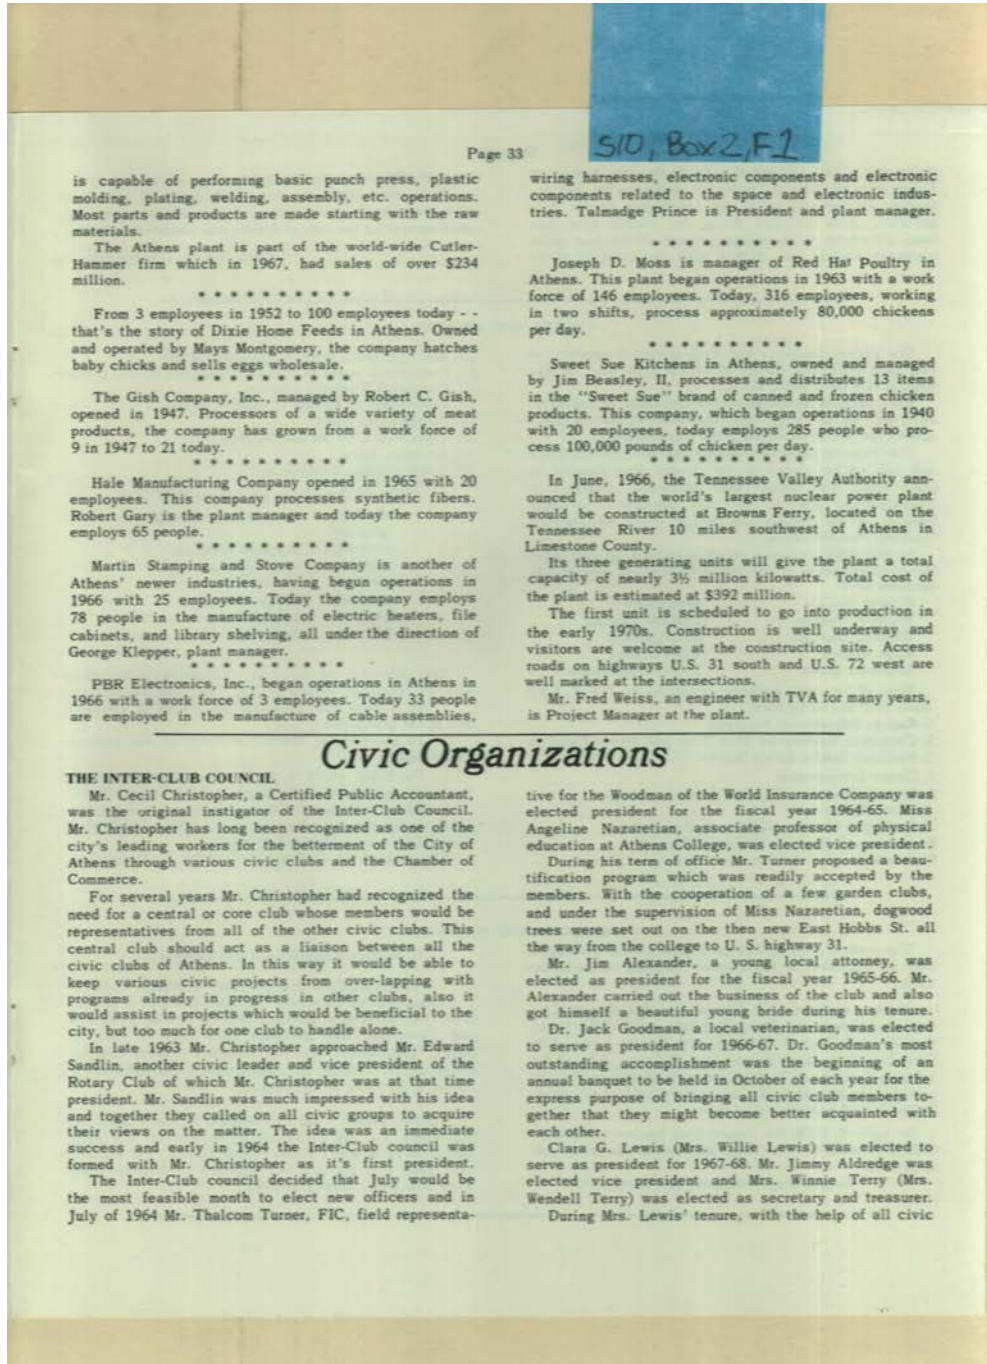 S10, Box 2, F1
Page 33
is capable of performing basic punch press, plastic
molding, plating, welding, assembly, etc. operations.
Most parts and products are made starting with the raw
materials.
The Athens plant is part of the world-wide Cutler-
Hammer firm which in 1967, had sales of over $234
million.
* * * * * * * * * *
From 3 employees in 1952 to 100 employees today - -
that's the story of Dixie Home Feeds in Athens. Owned
and operated by Mays Montgomery, the company hatches
baby chicks and sells eggs wholesale.
* * * * * * * * * *
The Gish Company, Inc., managed by Robert C. Gish,
opened in 1947. Processors of a wide variety of meat
products, the company has grown from a work force of
9 in 1947 to 21 today.
* * * * * * * * * *
Hale Manufacturing Company opened in 1965 with 20
employees. This company processes synthetic fibers.
Robert Gary is the plant manager and today the company
employs 65 people.
* * * * * * * * * *
Martin Stamping and Stove Company is another of
Athens' newer industries, having begun operations in
1966 with 25 employees. Today the company employs
78 people in the manufacture of electric heaters, file
cabinets, and library shelving, all under the direction of
George Klepper, plant manager.
* * * * * * * * * *
PBR Electronics, Inc., began operations in Athens in
1966 with a work force of 3 employees. Today 33 people
are employed in the manufacture of cable assemblies,
wiring harnesses, electronic components and electronic
components related to the space and electronic indus-
tries. Talmadge Prince is President and plant manager.
* * * * * * * * * *
Joseph D. Moss is manager of Red Hat Poultry in
Athens. This plant began operations in 1963 with a work
force of 146 employees. Today, 316 employees, working
in two shifts, process approximately 80,000 chickens
per day.
* * * * * * * * * *
Sweet Sue Kitchens in Athens, owned and managed
by Jim Beasley, II, processes and distributes 13 items
in the "Sweet Sue" brand of canned and frozen chicken
products. This company, which began operations in 1940
with 20 employees, today employs 285 people who pro-
cess 100,000 pounds of chicken per day.
* * * * * * * * * *
In June, 1966, the Tennessee Valley Authority ann-
ounced that the world's largest nuclear power plant
would be constructed at Browns Ferry, located on the
Tennessee River 10 miles southwest of Athens in
Limestone County.
Its three generating units will give the plant a total
capacity of nearly 3½ million kilowatts. Total cost of
the plant is estimated at $392 million.
The first unit is scheduled to go into production in
the early 1970s. Construction is well underway and
visitors are welcome at the construction site. Access
roads on highways U.S. 31 south and U.S. 72 west are
well marked at the intersections.
Mr. Fred Weiss, an engineer with TVA for many years,
is Project Manager at the plant.
Civic Organizations
THE INTER-CLUB COUNCIL
Mr. Cecil Christopher, a Certified Public Accountant,
was the original instigator of the Inter-Club Council.
Mr. Christopher has long been recognized as one of the
city's leading workers for the betterment of the City of
Athens through various civic clubs and the Chamber of
Commerce.
For several years Mr. Christopher had recognized the
need for a central or core club whose members would be
representatives from all of the other civic clubs. This
central club should act as a liaison between all the
civic clubs of Athens. In this way it would be able to
keep various civic projects from over-lapping with
programs already in progress in other clubs, also it
would assist in projects which would be beneficial to the
city, but too much for one club to handle alone.
In late 1963 Mr. Christopher approached Mr. Edward
Sandlin, another civic leader and vice president of the
Rotary Club of which Mr. Christopher was at that time
president. Mr. Sandlin was much impressed with his idea
and together they called on all civic groups to acquire
their views on the matter. The idea was an immediate
success and early in 1964 the Inter-Club council was
formed with Mr. Christopher as it's first president.
The Inter-Club council decided that July would be
the most feasible month to elect new officers and in
July of 1964 Mr. Thalcom Turner, FIC, field representa-
tive for the Woodman of the World Insurance Company was
elected president for the fiscal year 1964-65. Miss
Angeline Nazaretian, associate professor of physical
education at Athens College, was elected vice president.
During his term of office Mr. Turner proposed a beau-
tification program which was readily accepted by the
members. With the cooperation of a few garden clubs,
and under the supervision of Miss Nazaretian, dogwood
trees were set out on the then new East Hobbs St. all
the way from the college to U. S. highway 31.
Mr. Jim Alexander, a young local attorney, was
elected as president for the fiscal year 1965-66. Mr.
Alexander carried out the business of the club and also
got himself a beautiful young bride during his tenure.
Dr. Jack Goodman, a local veterinarian, was elected
to serve as president for 1966-67. Dr. Goodman's most
outstanding accomplishment was the beginning of an
annual banquet to be held in October of each year for the
express purpose of bringing all civic club members to-
gether that they might become better acquainted with
each other.
Clara G. Lewis (Mrs. Willie Lewis) was elected to
serve as president for 1967-68. Mr. Jimmy Aldredge was
elected vice president and Mrs. Winnie Terry (Mrs.
Wendell Terry) was elected as secretary and treasurer.
During Mrs. Lewis' tenure, with the help of all civic